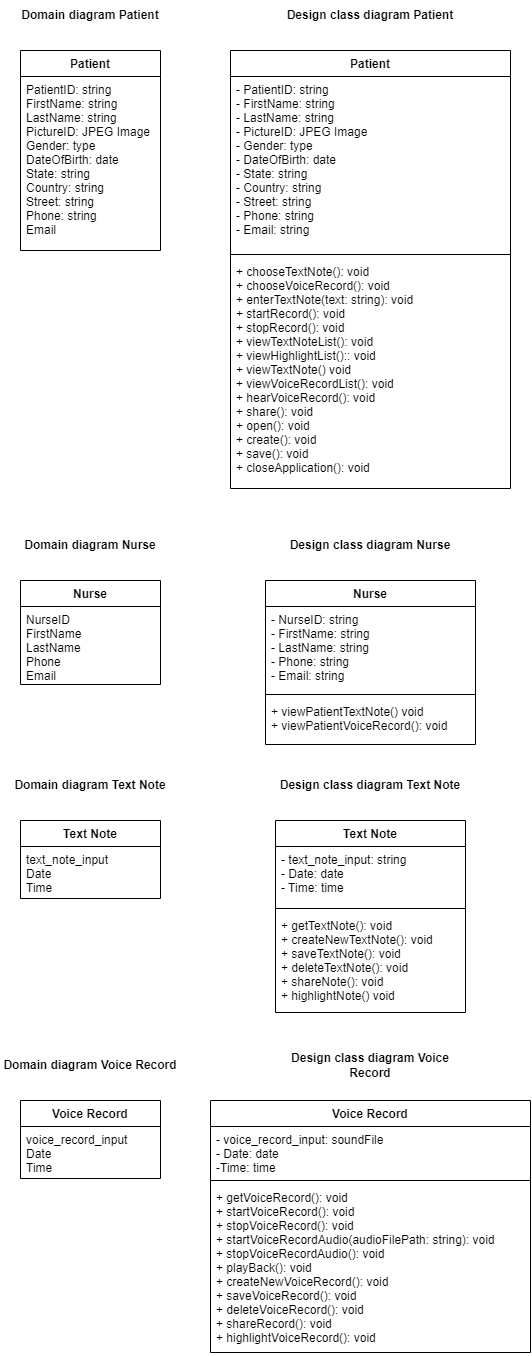 Domain diagram Patient
Design class diagram Patient
Patient
PatientID: string
FirstName: string
LastName: string
PictureID: JPEG Image
Gender: type
DateOfBirth: date
State: string
Country: string
Street: string
Phone: string
Email
Patient
- PatientID: string
- FirstName: string
- LastName: string
- PictureID: JPEG Image
- Gender: type
- DateOfBirth: date
- State: string
- Country: string
- Street: string
- Phone: string
- Email: string
+ chooseTextNote(): void
+ chooseVoiceRecord(): void
+ enterTextNote(text: string): void
+ startRecord(): void
+ stopRecord(): void
+ viewTextNoteList(): void
+ viewHighlightList():: void
+ viewTextNote() void
+ viewVoiceRecordList(): void
+ hearVoiceRecord(): void
+ share(): void
+ open(): void
+ create(): void
+ save(): void
+ closeApplication(): void
Domain diagram Nurse
Design class diagram Nurse
Nurse
NurseID
FirstName
LastName
Phone
Email
Nurse
- NurseID: string
- FirstName: string
- LastName: string
- Phone: string
- Email: string
+ viewPatientTextNote() void
+ viewPatientVoiceRecord(): void
Domain diagram Text Note
Design class diagram Text Note
Text Note
text_note_input
Date
Time
Text Note
- text_note_input: string
- Date: date
- Time: time
+ getTextNote(): void
+ createNewTextNote(): void
+ saveTextNote(): void
+ deleteTextNote(): void
+ shareNote(): void
+ highlightNote() void
Domain diagram Voice Record
Design class diagram Voice
Record
Voice Record
voice_record_input
Date
Time
Voice Record
- voice_record_input: soundFile
- Date: date
-Time: time
+ getVoiceRecord(): void
+ startVoiceRecord(): void
+ stopVoiceRecord(): void
+ startVoiceRecordAudio(audioFilePath: string): void
+ stopVoiceRecordAudio(): void
+ playBack(): void
+ createNewVoiceRecord(): void
+ saveVoiceRecord(): void
+ deleteVoiceRecord(): void
+ shareRecord(): void
+ highlightVoiceRecord(): void